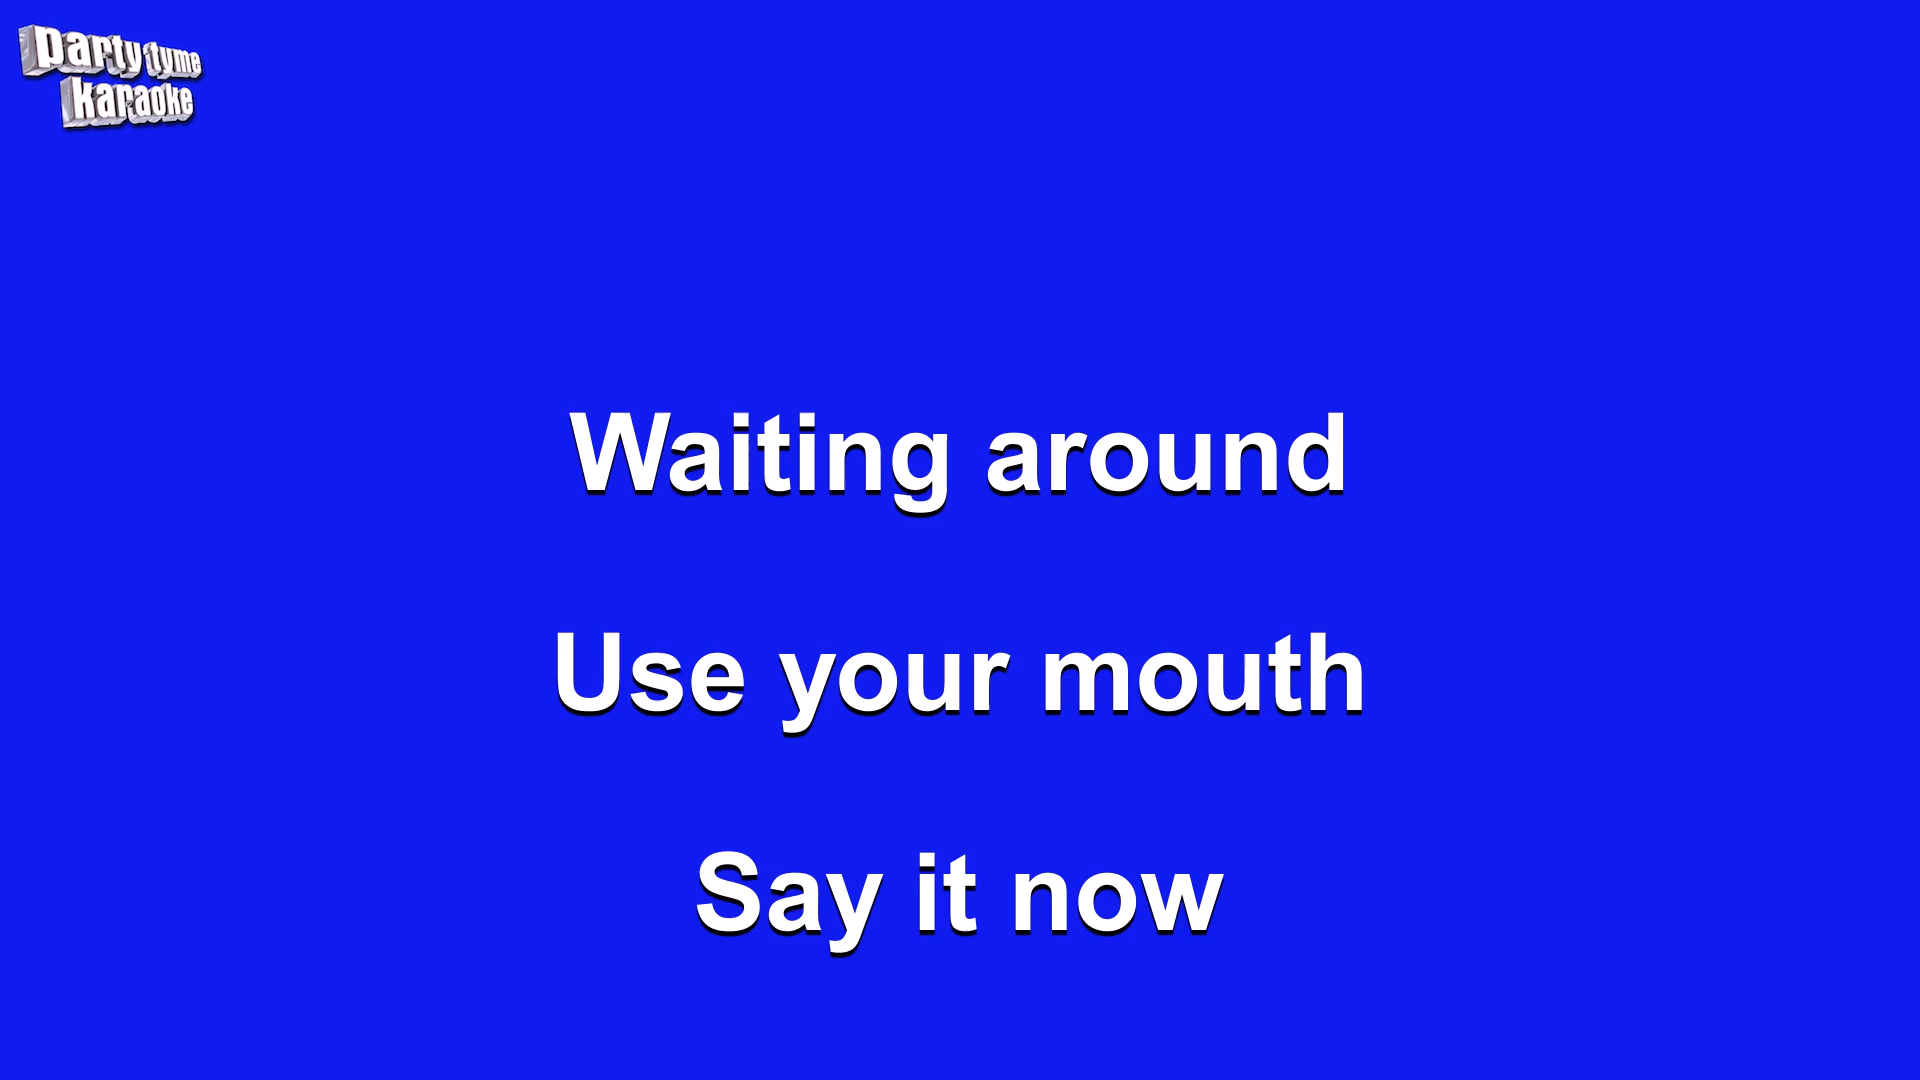 party tyme
karaoke
Waiting around
Use your mouth
Say it now